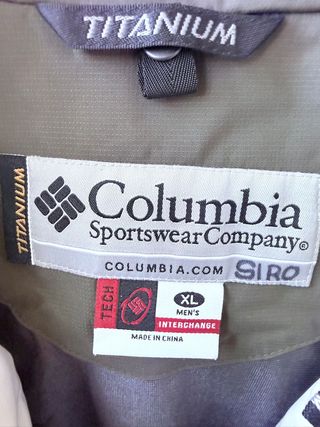 TITANIUM
TITANIUM
Columbia
Sportswear Company®
COLUMBIA.COM SIRO
TECH
XL
MEN'S
INTERCHANGE
MADE IN CHINA